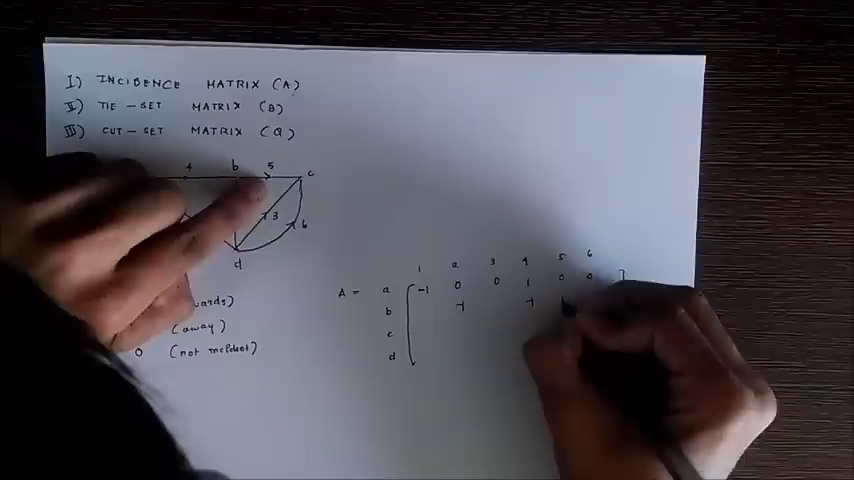 I) INCIDENCE MATRIX (A)
II) TIE-SET MATRIX (B)
III) CUT-SET MATRIX (Q)
4 b 5 c
3 6
d
(away)
0 (not incident)
1 2 3 4 5 6
A = a -1 0 0 1 0 0
b -1 -1
c
d